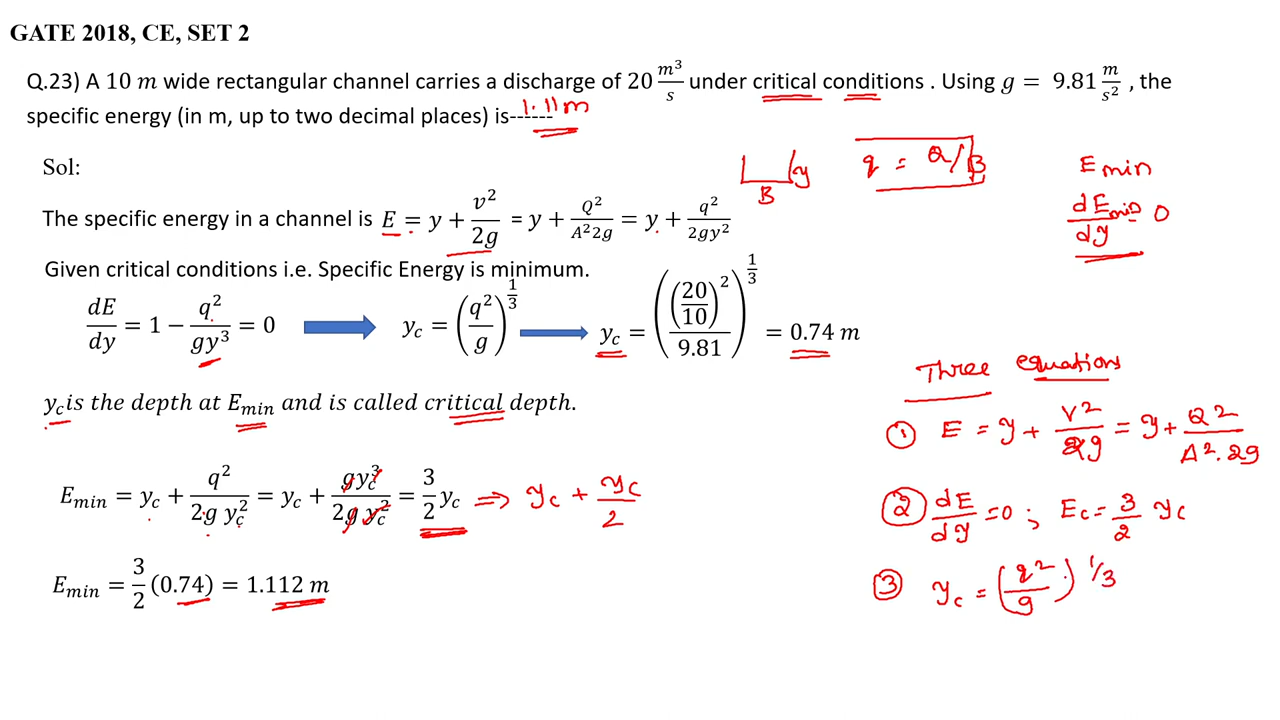 GATE 2018, CE, SET 2
Q.23) A 10 m wide rectangular channel carries a discharge of 20 m³/s under critical conditions . Using g = 9.81 m/s² , the
specific energy (in m, up to two decimal places) is------
1.11m
Sol:
B
y
q = Q/B
Emin
dEmin/dy = 0
The specific energy in a channel is E = y + v²/2g = y + Q²/A²2g = y + q²/2gy²
Given critical conditions i.e. Specific Energy is minimum.
dE/dy = 1 − q²/gy³ = 0
y_c = (q²/g)^(1/3)
y_c = ((20/10)²/9.81)^(1/3) = 0.74 m
y_c is the depth at E_min and is called critical depth.
E_min = y_c + q²/2g y_c² = y_c + gy_c³/2g y_c² = 3/2 y_c ⇒ y_c + y_c/2
E_min = 3/2 (0.74) = 1.112 m
Three equations
① E = y + V²/2g = y + Q²/A².2g
② dE/dy = 0 ; Ec = 3/2 yc
③ yc = (q²/g)^1/3